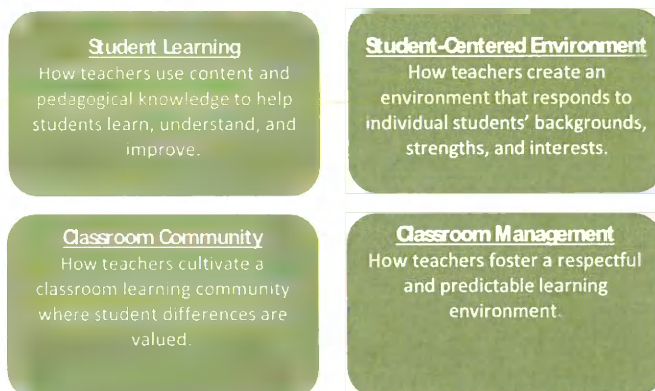 Student Learning
How teachers use content and
pedagogical knowledge to help
students learn, understand, and
improve.
Student-Centered Environment
How teachers create an
environment that responds to
individual students' backgrounds,
strengths, and interests.
Classroom Community
How teachers cultivate a
classroom learning community
where student differences are
valued.
Classroom Management
How teachers foster a respectful
and predictable learning
environment.